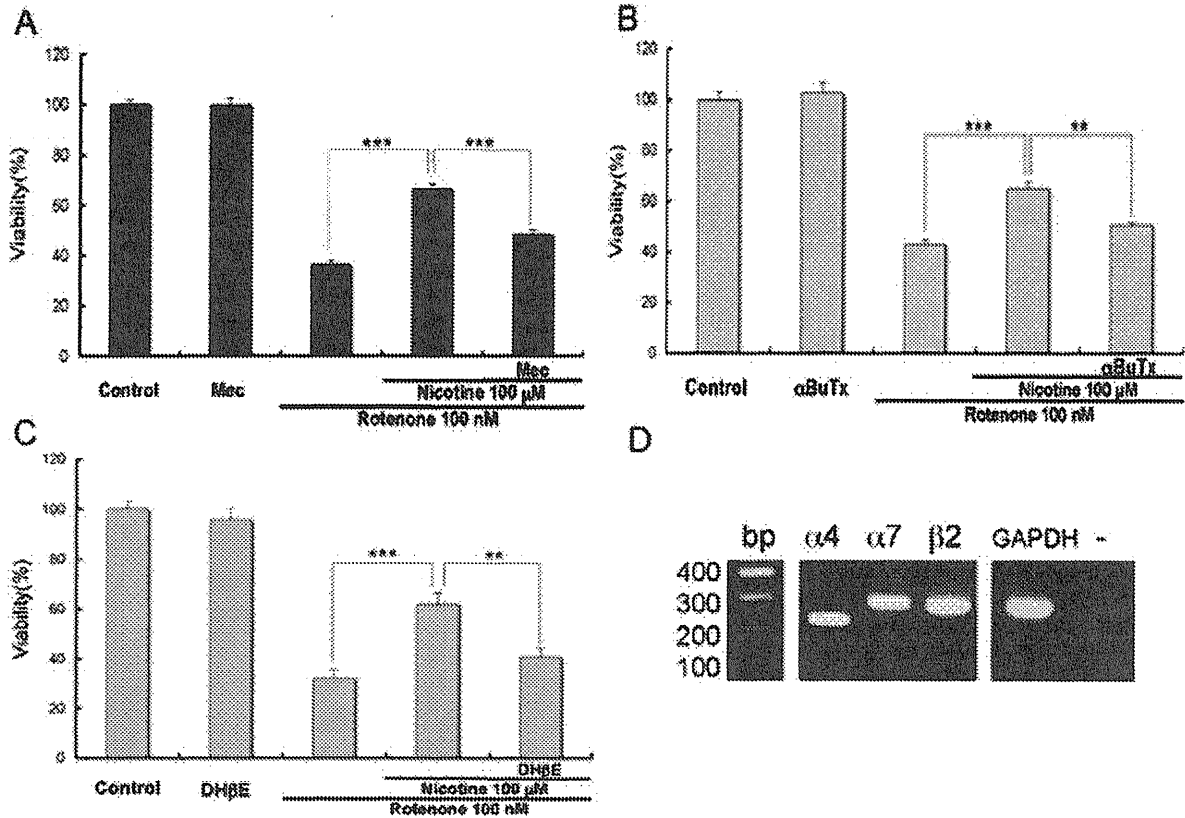 A
120
100
80
60
40
20
0
Viability(%)
***
***
Control
Mec
Mec
Nicotine 100 μM
Rotenone 100 nM
B
120
100
80
60
40
20
0
Viability(%)
***
**
Control
αBuTx
αBuTx
Nicotine 100 μM
Rotenone 100 nM
C
120
100
80
60
40
20
0
Viability(%)
***
**
Control
DHβE
DHβE
Nicotine 100 μM
Rotenone 100 nM
D
bp α4 α7 β2 GAPDH -
400
300
200
100